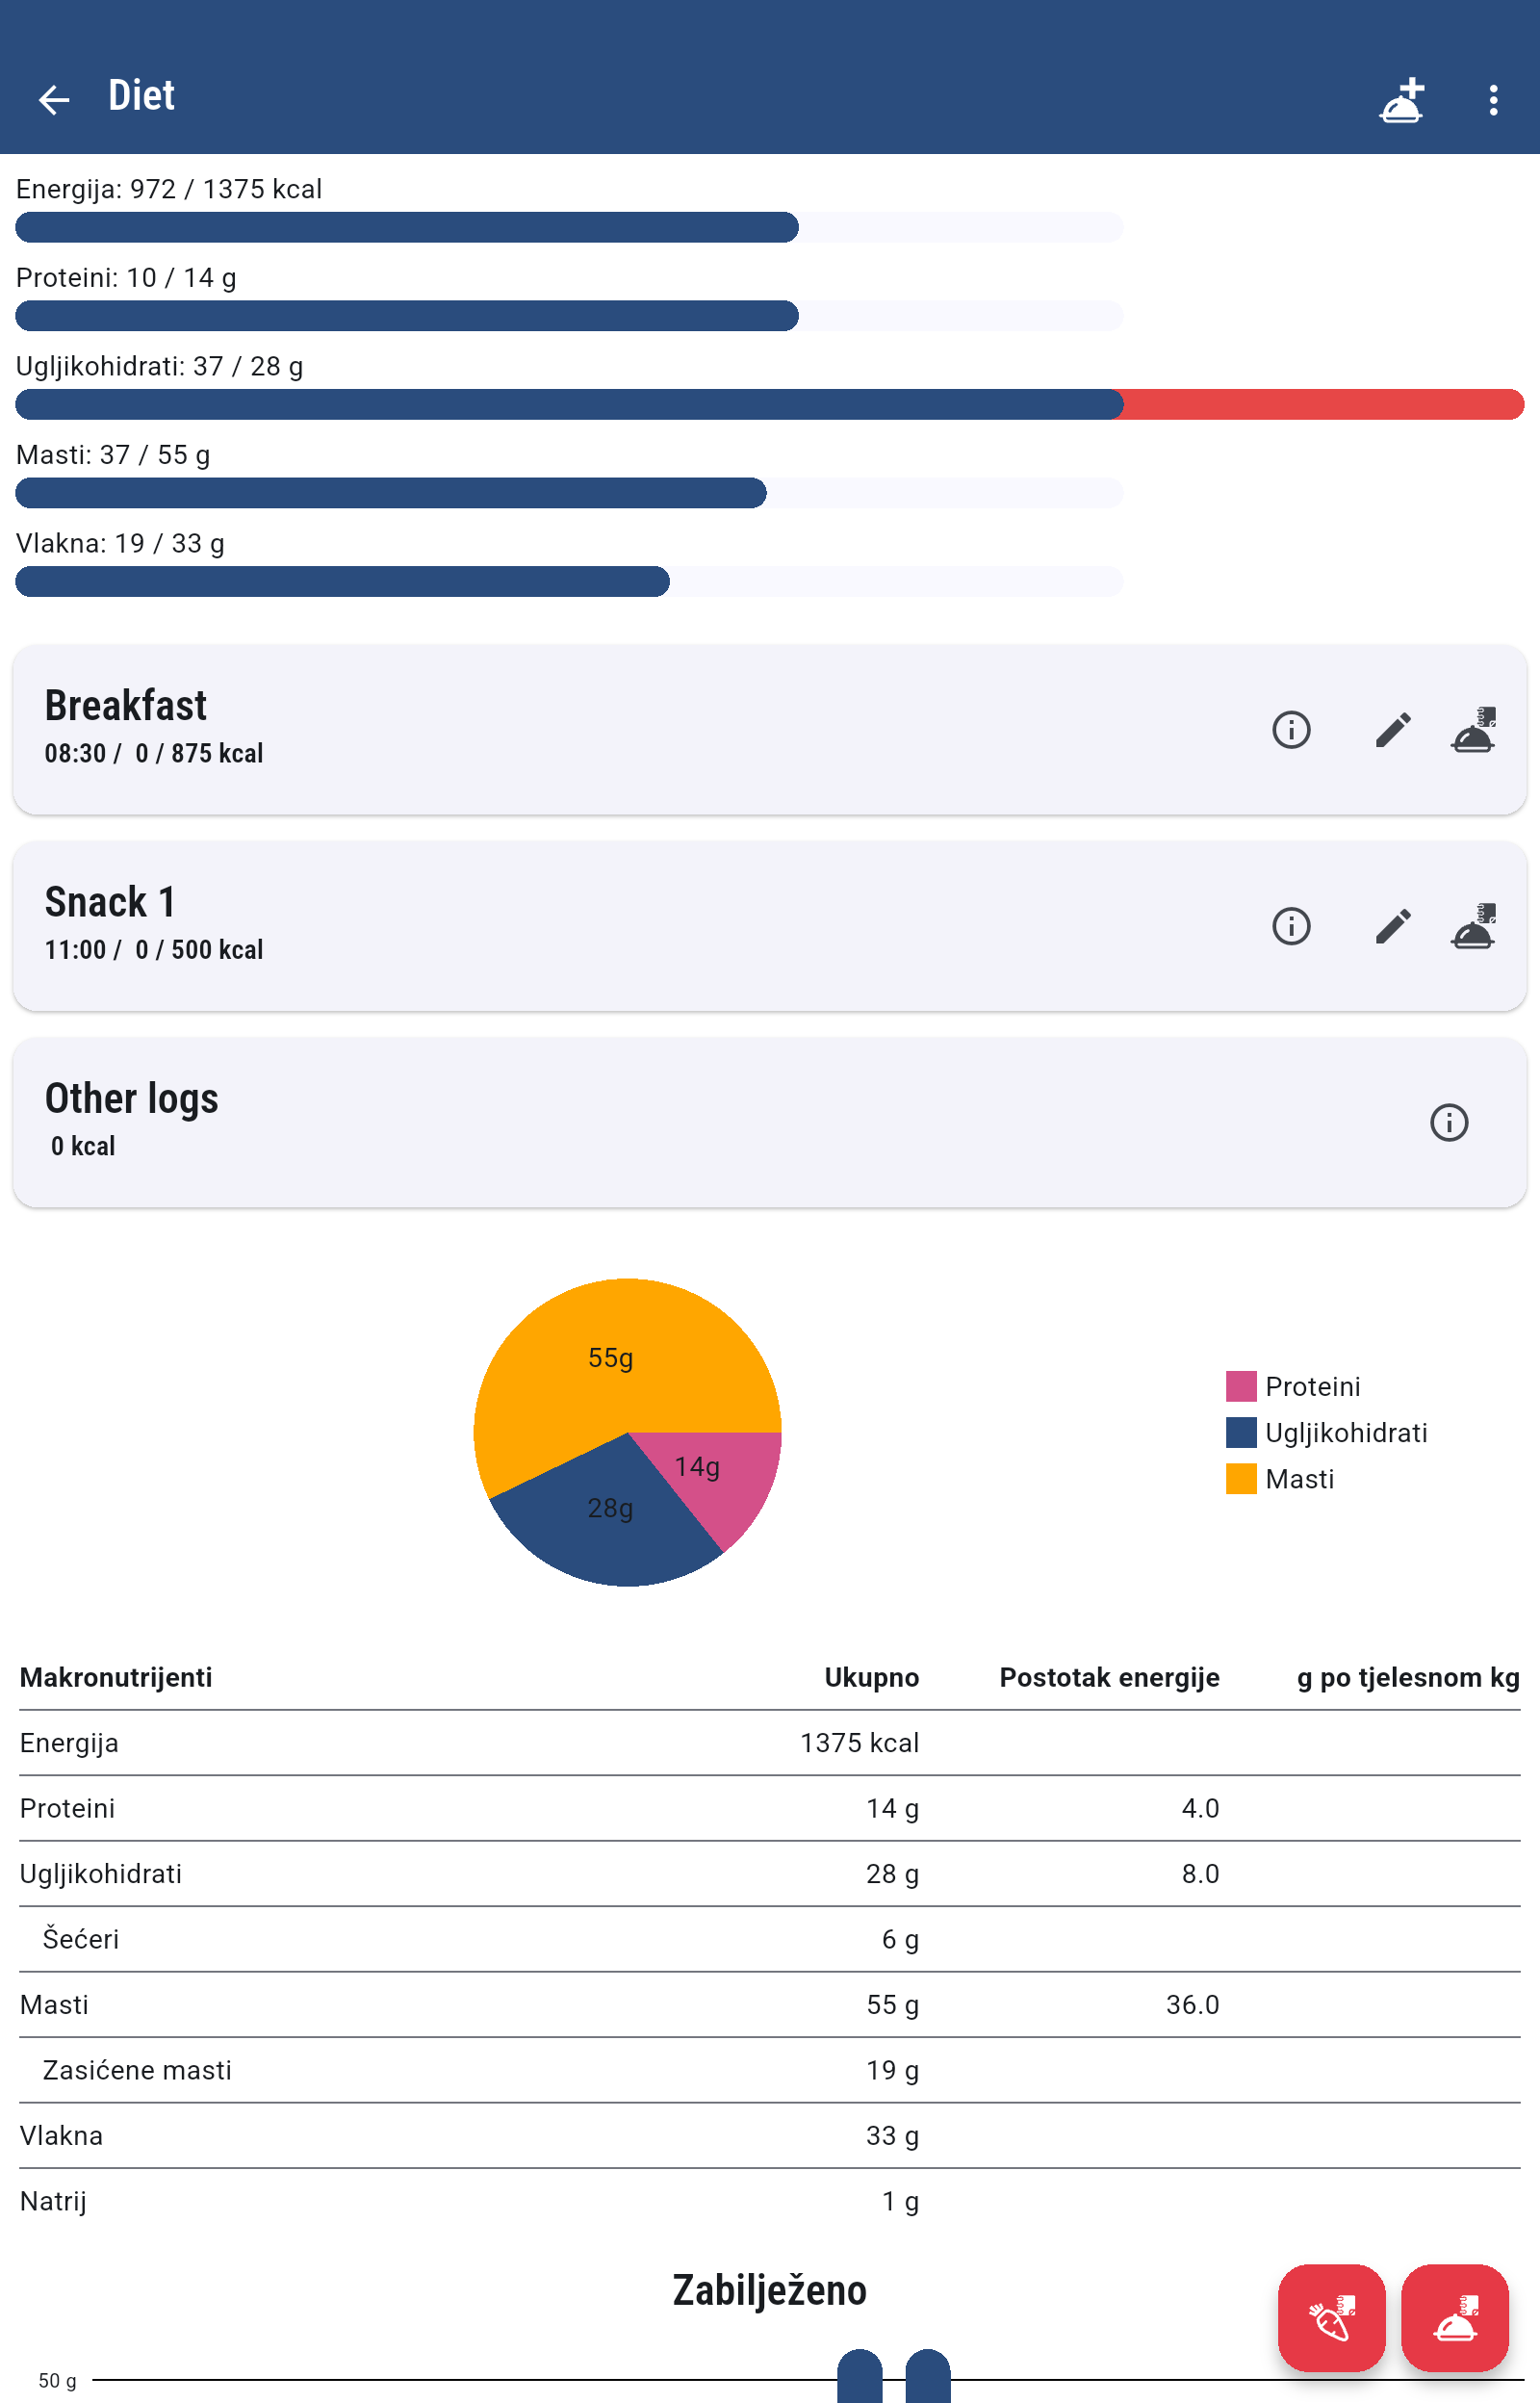 Diet
Energija: 972 / 1375 kcal
Proteini: 10 / 14 g
Ugljikohidrati: 37 / 28 g
Masti: 37 / 55 g
Vlakna: 19 / 33 g
Breakfast
08:30 / 0 / 875 kcal
Snack 1
11:00 / 0 / 500 kcal
Other logs
0 kcal
55g
14g
28g
Proteini
Ugljikohidrati
Masti
Makronutrijenti Ukupno Postotak energije g po tjelesnom kg
Energija 1375 kcal
Proteini 14 g 4.0
Ugljikohidrati 28 g 8.0
Šećeri 6 g
Masti 55 g 36.0
Zasićene masti 19 g
Vlakna 33 g
Natrij 1 g
Zabilježeno
50 g